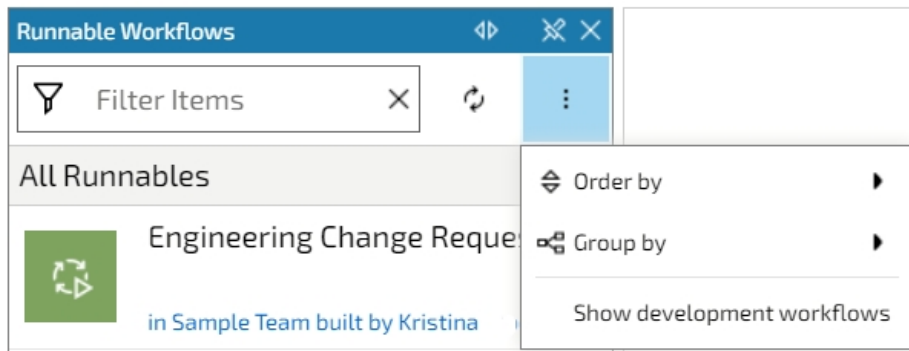 Runnable Workflows
Filter Items
All Runnables
Order by
Engineering Change Reque
Group by
in Sample Team built by Kristina
Show development workflows